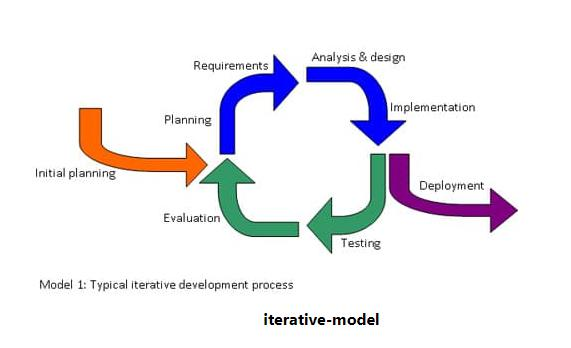 Analysis & design
Requirements
Implementation
Planning
Initial planning
Deployment
Evaluation
Testing
Model 1: Typical iterative development process
iterative-model